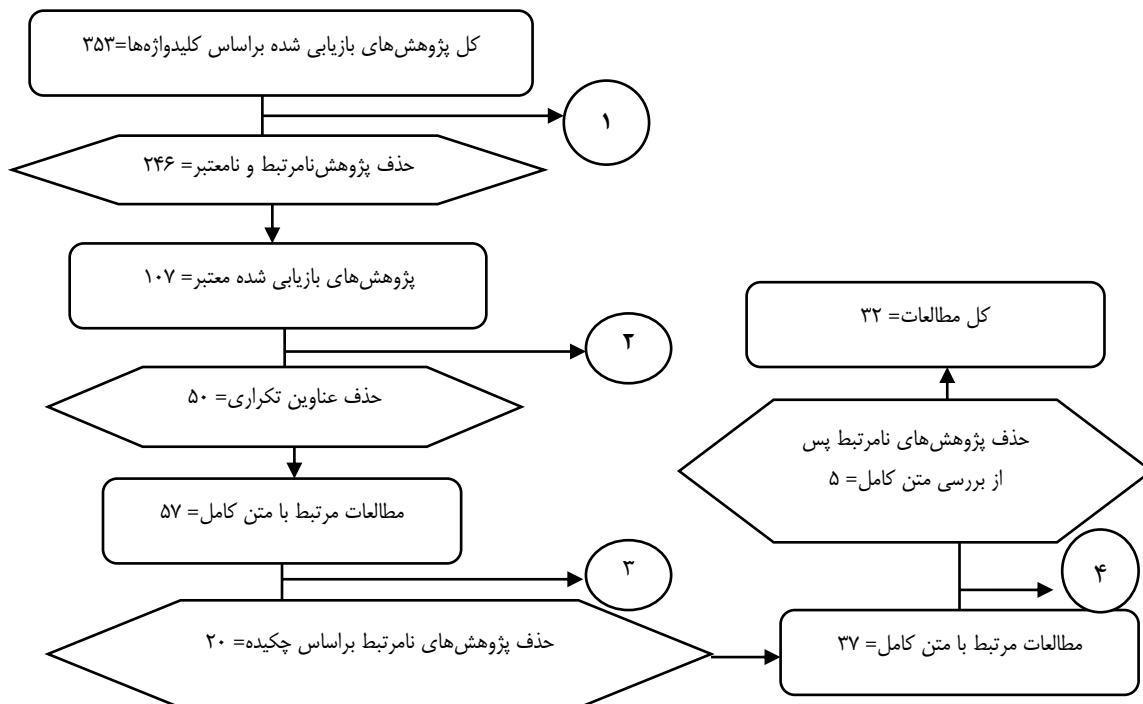 کل پژوهش‌های بازیابی شده براساس کلیدواژه‌ها=۳۵۳
۱
حذف پژوهش‌نامرتبط و نامعتبر= ۲۴۶
پژوهش‌های بازیابی شده معتبر= ۱۰۷
۲
حذف عناوین تکراری= ۵۰
مطالعات مرتبط با متن کامل= ۵۷
۳
حذف پژوهش‌های نامرتبط براساس چکیده= ۲۰
مطالعات مرتبط با متن کامل= ۳۷
۴
حذف پژوهش‌های نامرتبط پس
از بررسی متن کامل= ۵
کل مطالعات= ۳۲